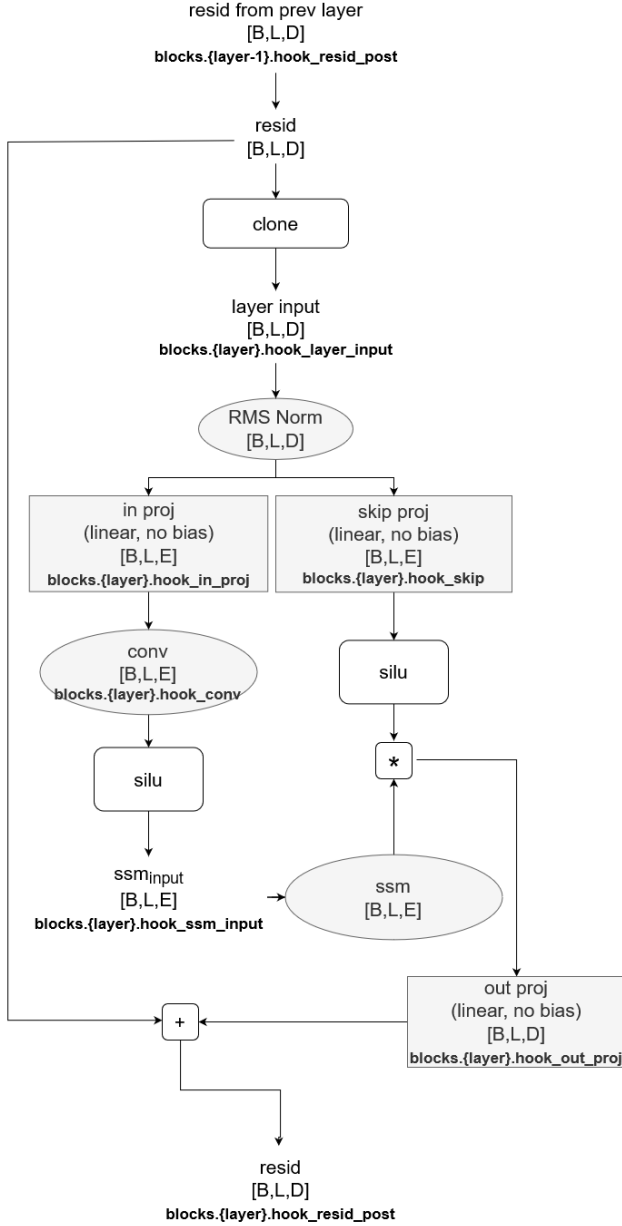 resid from prev layer
[B,L,D]
blocks.{layer-1}.hook_resid_post
resid
[B,L,D]
clone
layer input
[B,L,D]
blocks.{layer}.hook_layer_input
RMS Norm
[B,L,D]
in proj
(linear, no bias)
[B,L,E]
blocks.{layer}.hook_in_proj
skip proj
(linear, no bias)
[B,L,E]
blocks.{layer}.hook_skip
conv
[B,L,E]
blocks.{layer}.hook_conv
silu
silu
*
ssminput
[B,L,E]
blocks.{layer}.hook_ssm_input
ssm
[B,L,E]
out proj
(linear, no bias)
[B,L,D]
blocks.{layer}.hook_out_proj
+
resid
[B,L,D]
blocks.{layer}.hook_resid_post